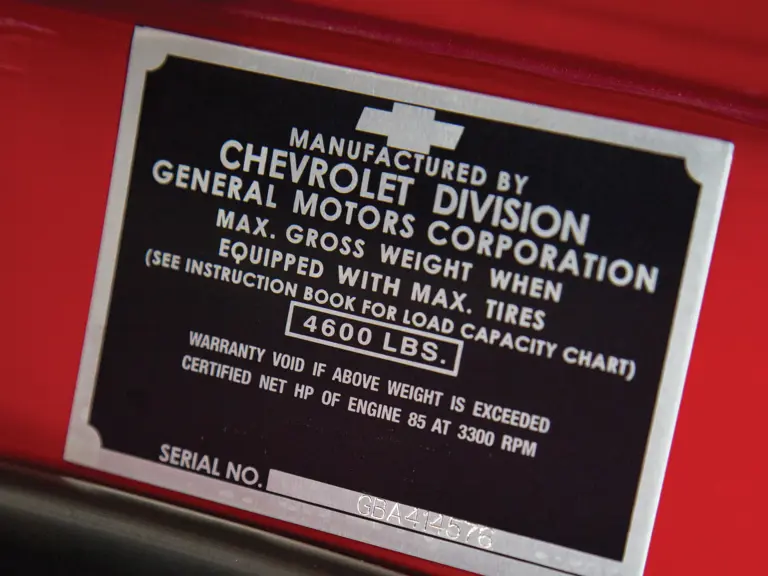 MANUFACTURED BY
CHEVROLET DIVISION
GENERAL MOTORS CORPORATION
MAX. GROSS WEIGHT WHEN
EQUIPPED WITH MAX. TIRES
(SEE INSTRUCTION BOOK FOR LOAD CAPACITY CHART)
4600 LBS.
WARRANTY VOID IF ABOVE WEIGHT IS EXCEEDED
CERTIFIED NET HP OF ENGINE 85 AT 3300 RPM
SERIAL NO. GBA414576